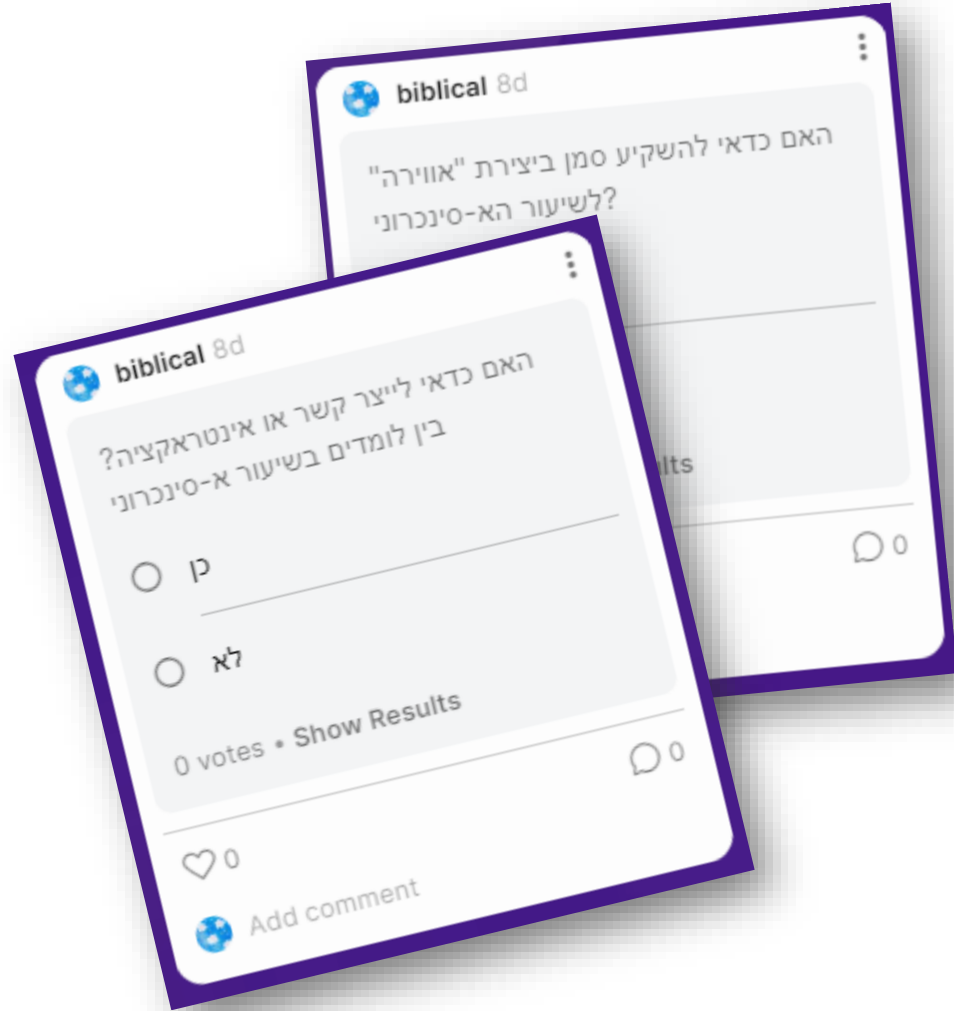 biblical 8d
האם כדאי להשקיע סמן ביצירת "אווירה"
לשיעור הא-סינכרוני?
ults
0
biblical 8d
האם כדאי לייצר קשר או אינטראקציה?
בין לומדים בשיעור א-סינכרוני
כן
לא
0 votes • Show Results
0
0
Add comment